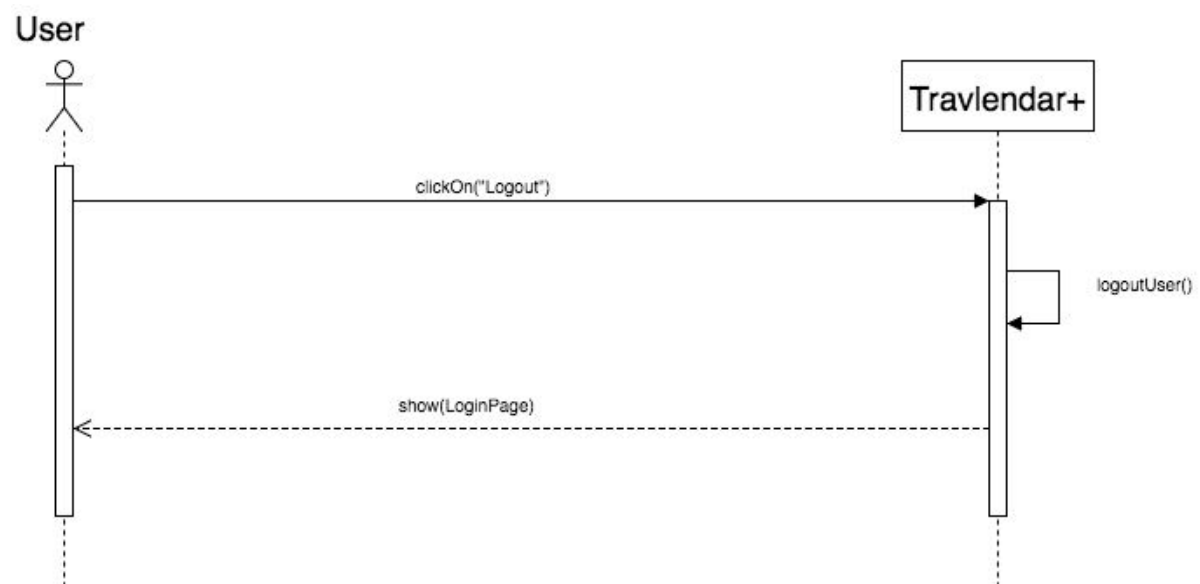 User
Travlendar+
clickOn("Logout")
logoutUser()
show(LoginPage)